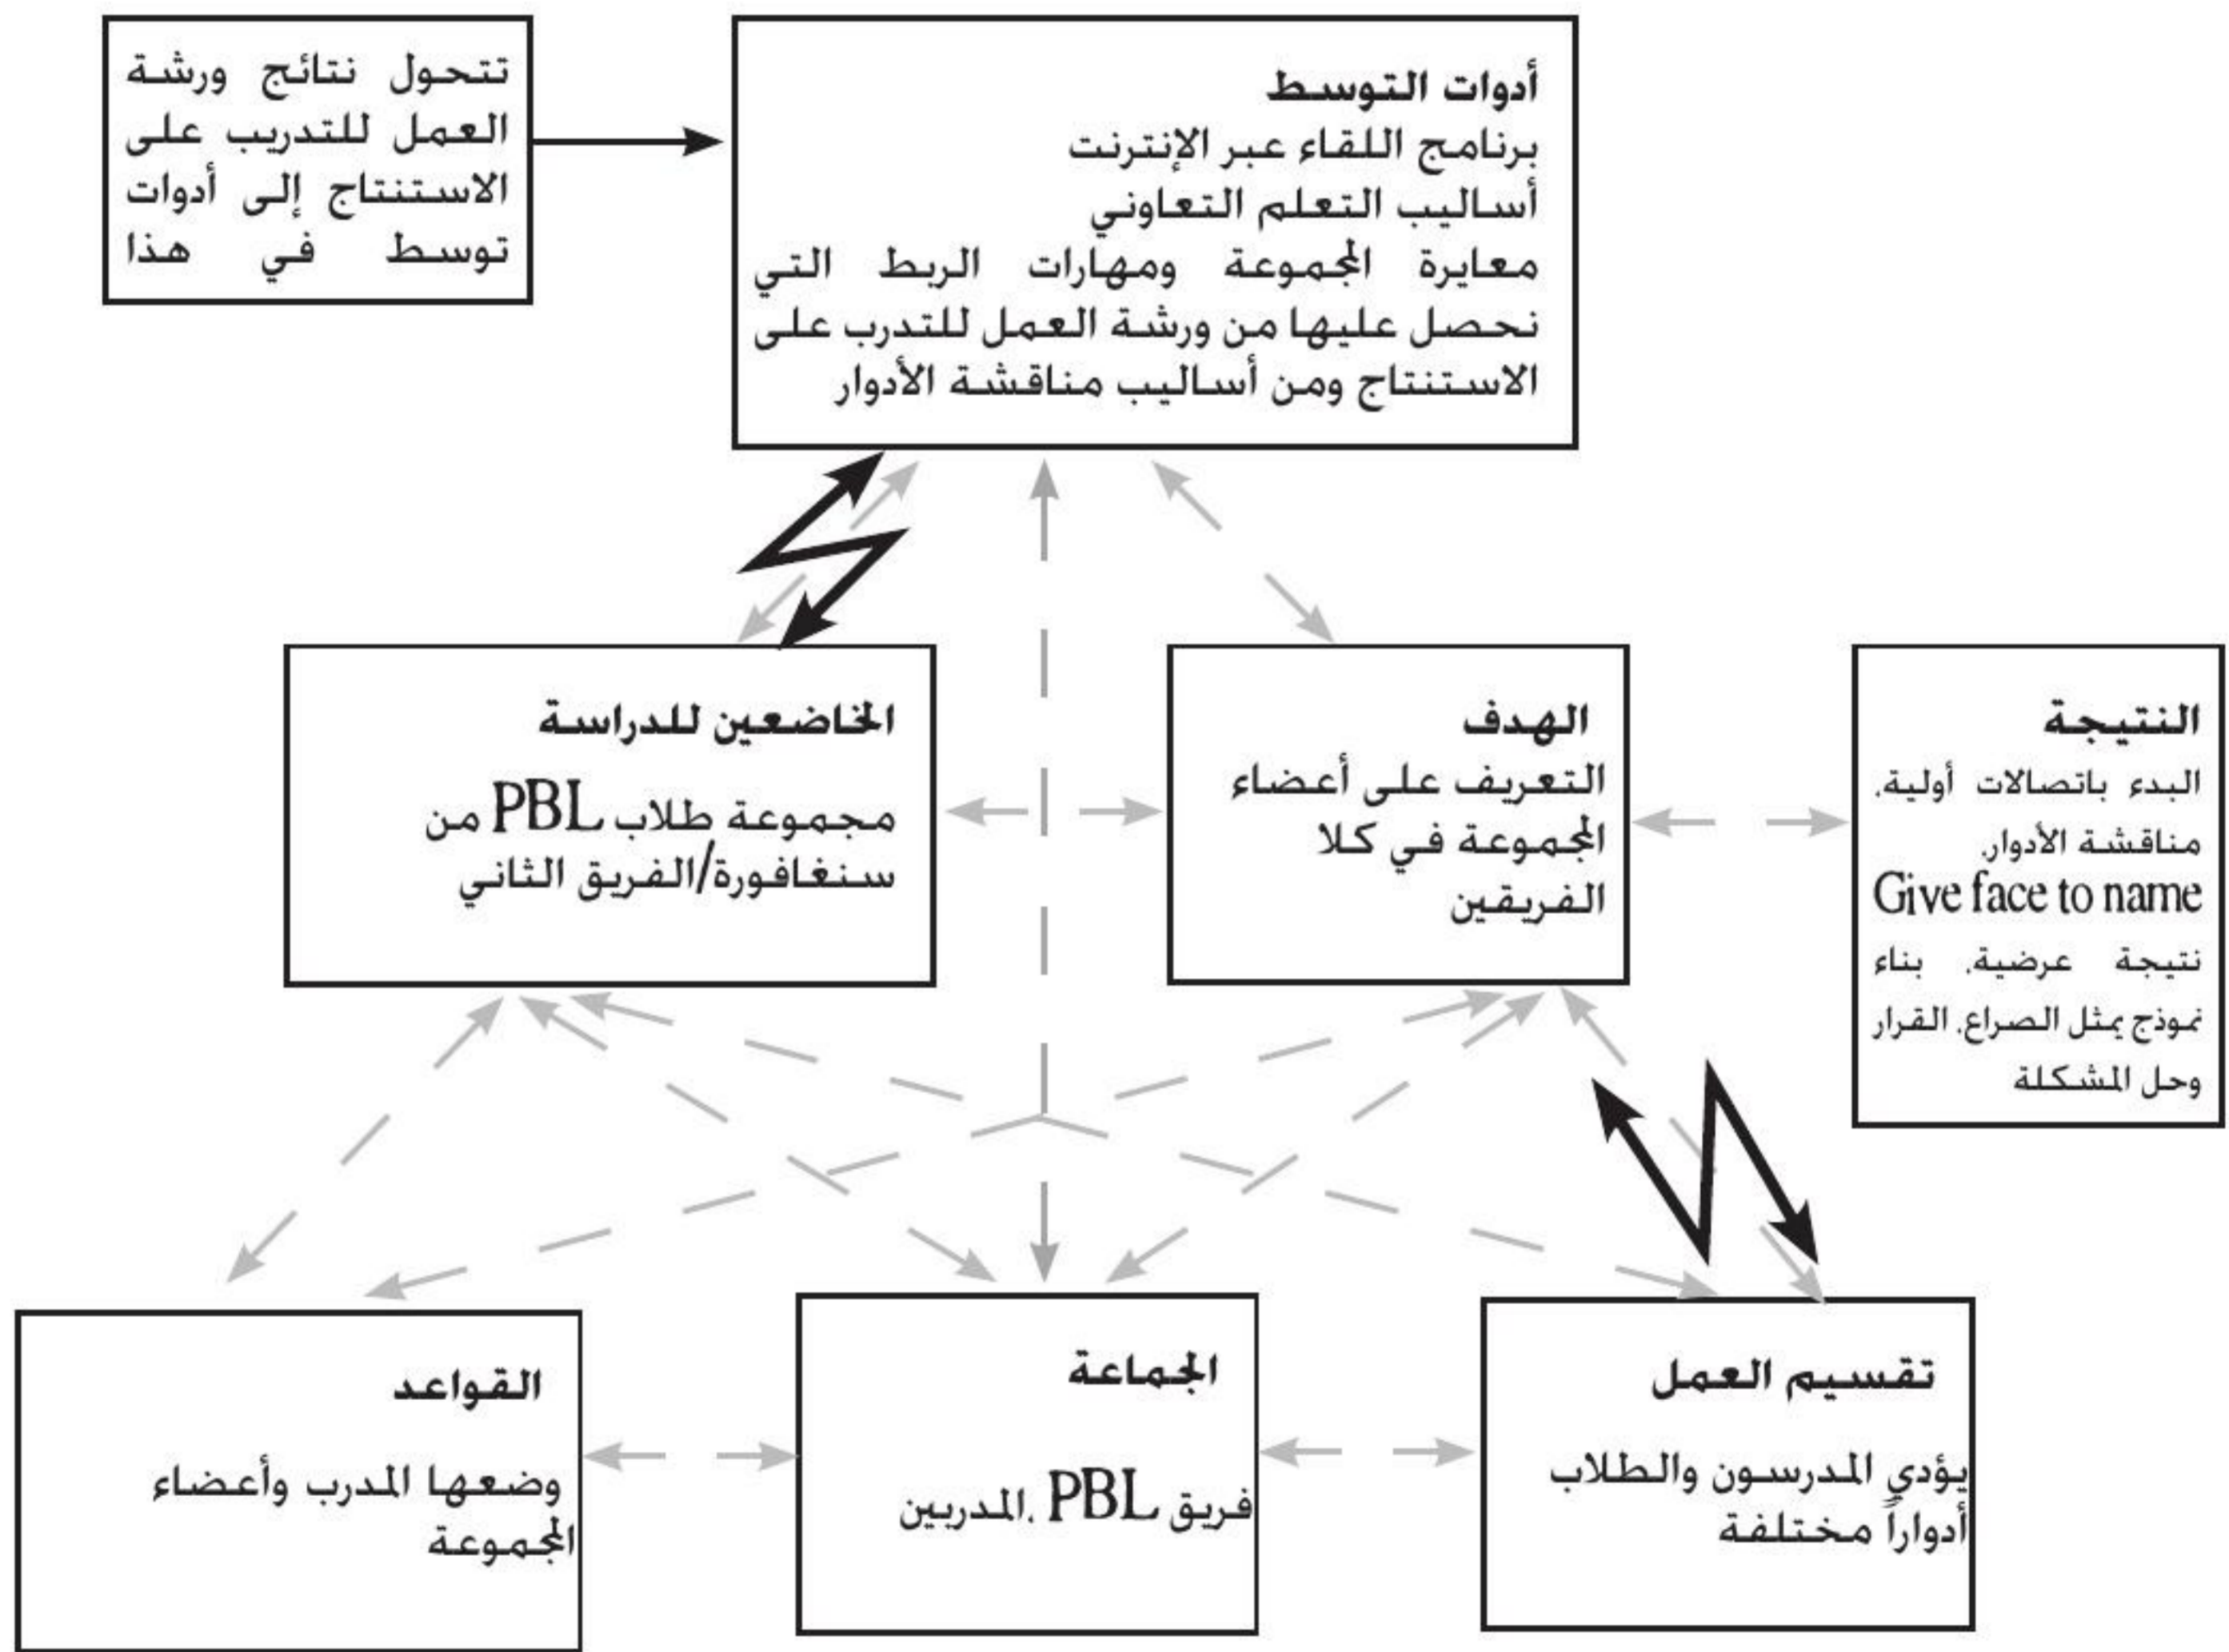 تتحول نتائج ورشة
العمل للتدريب على
الاستنتاج إلى أدوات
توسط في هذا
أدوات التوسط
برنامج اللقاء عبر الإنترنت
أساليب التعلم التعاوني
معايرة المجموعة ومهارات الربط التي
نحصل عليها من ورشة العمل للتدرب على
الاستنتاج ومن أساليب مناقشة الأدوار
الخاضعين للدراسة
مجموعة طلاب PBL من
سنغافورة/الفريق الثاني
الهدف
التعريف على أعضاء
المجموعة في كلا
الفريقين
النتيجة
البدء باتصالات أولية.
مناقشة الأدوار.
Give face to name
نتيجة عرضية. بناء
نموذج يمثل الصراع. القرار
وحل المشكلة
القواعد
وضعها المدرب وأعضاء
المجموعة
الجماعة
فريق PBL .المدربين
تقسيم العمل
يؤدي المدرسون والطلاب
أدواراً مختلفة